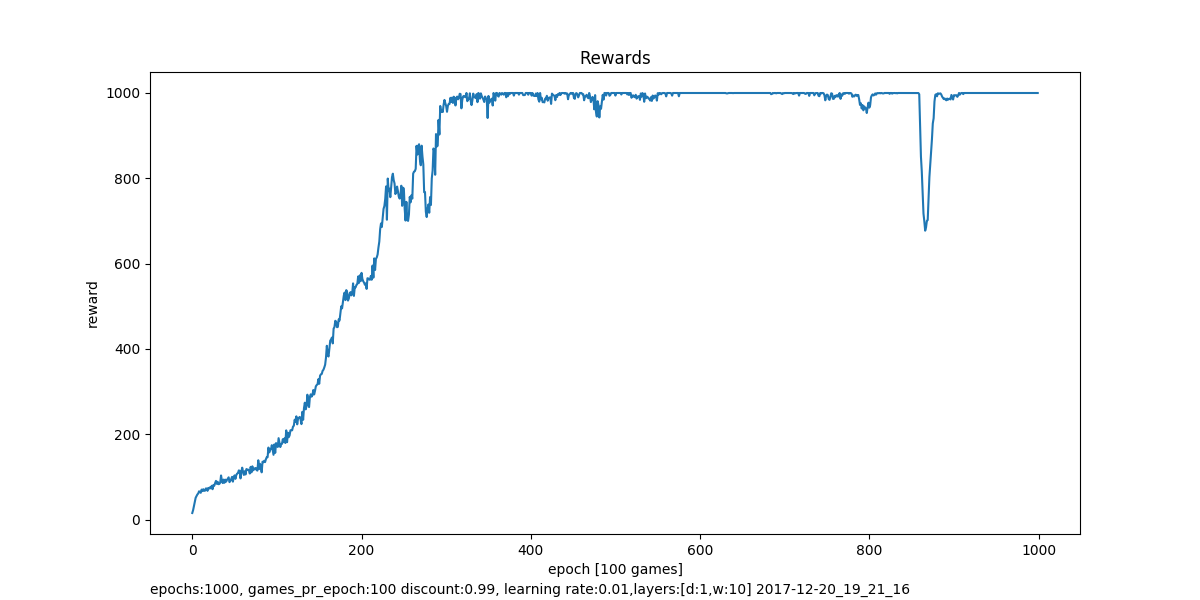 Rewards
1000
800
600
400
200
0
reward
0 200 400 600 800 1000
epoch [100 games]
epochs:1000, games_pr_epoch:100 discount:0.99, learning rate:0.01,layers:[d:1,w:10] 2017-12-20_19_21_16